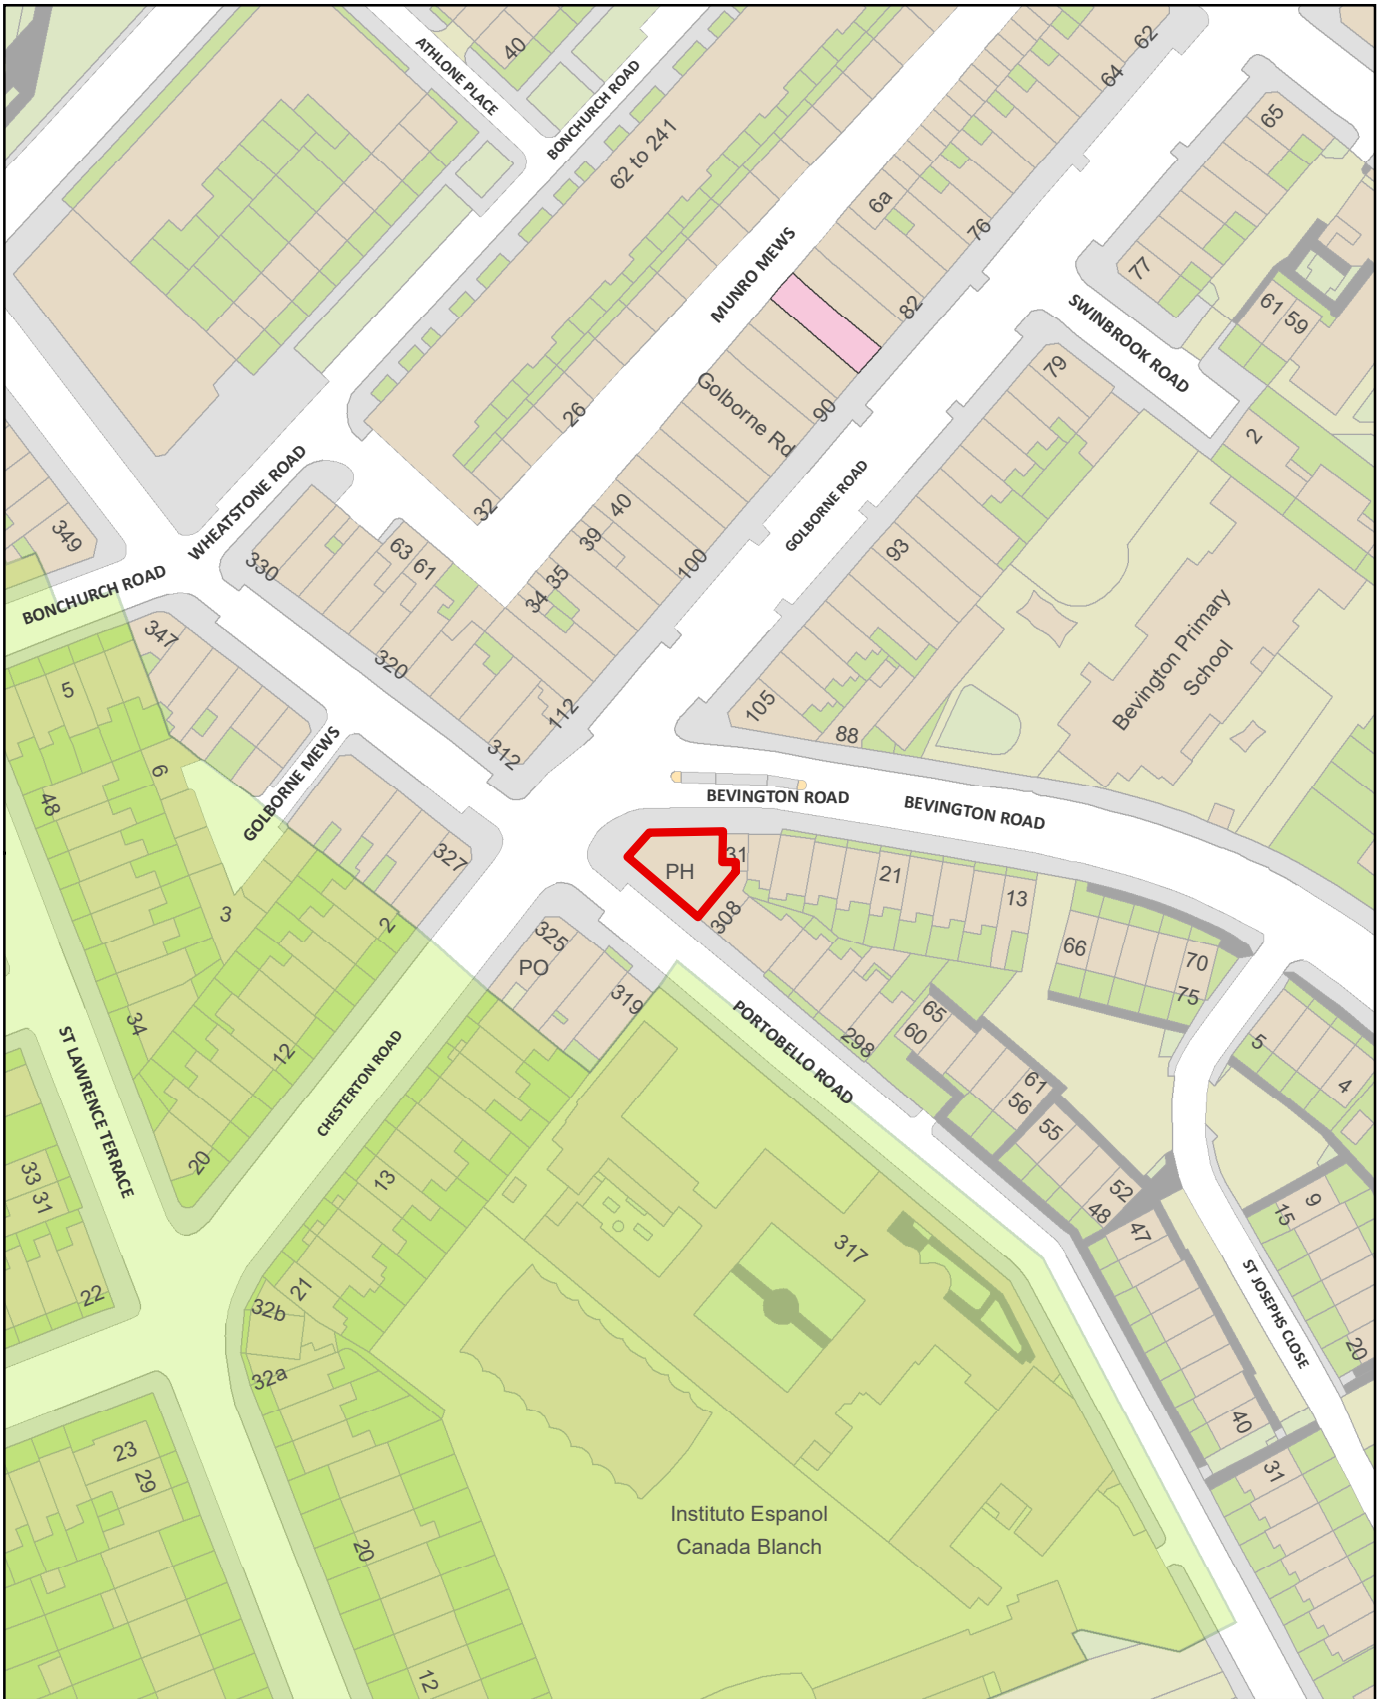 ATHLONE PLACE
40
BONCHURCH ROAD
62
64
65
62 to 241
6a
76
77
MUNRO MEWS
82
SWINBROOK ROAD
61
59
79
Golborne Rd
90
26
2
32
WHEATSTONE ROAD
GOLBORNE ROAD
349
330
63
61
40
39
35
34
100
93
BONCHURCH ROAD
347
320
5
Bevington Primary
School
105
88
112
312
6
48
GOLBORNE MEWS
BEVINGTON ROAD
BEVINGTON ROAD
327
31
PH
21
13
308
3
2
325
PO
319
66
70
75
34
12
ST LAWRENCE TERRACE
CHESTERTON ROAD
PORTOBELLO ROAD
298
65
60
61
56
55
5
4
20
33
31
13
52
48
47
9
15
317
22
21
32b
32a
ST JOSEPHS CLOSE
20
40
31
23
29
20
Instituto Espanol
Canada Blanch
12